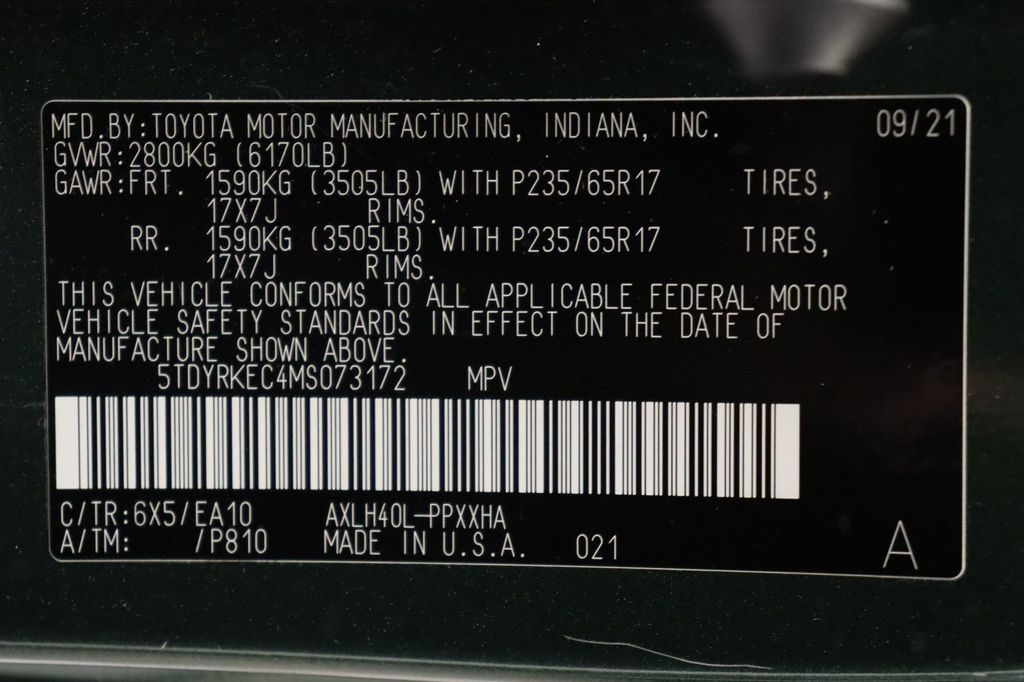 MFD.BY:TOYOTA MOTOR MANUFACTURING, INDIANA, INC. 09/21
GVWR:2800KG (6170LB)
GAWR:FRT. 1590KG (3505LB) WITH P235/65R17 TIRES,
17X7J RIMS.
RR. 1590KG (3505LB) WITH P235/65R17 TIRES,
17X7J RIMS.
THIS VEHICLE CONFORMS TO ALL APPLICABLE FEDERAL MOTOR
VEHICLE SAFETY STANDARDS IN EFFECT ON THE DATE OF
MANUFACTURE SHOWN ABOVE.
5TDYRKEC4MS073172 MPV
C/TR:6X5/EA10 AXLH40L-PPXXHA
A/TM: /P810 MADE IN U.S.A. 021 A